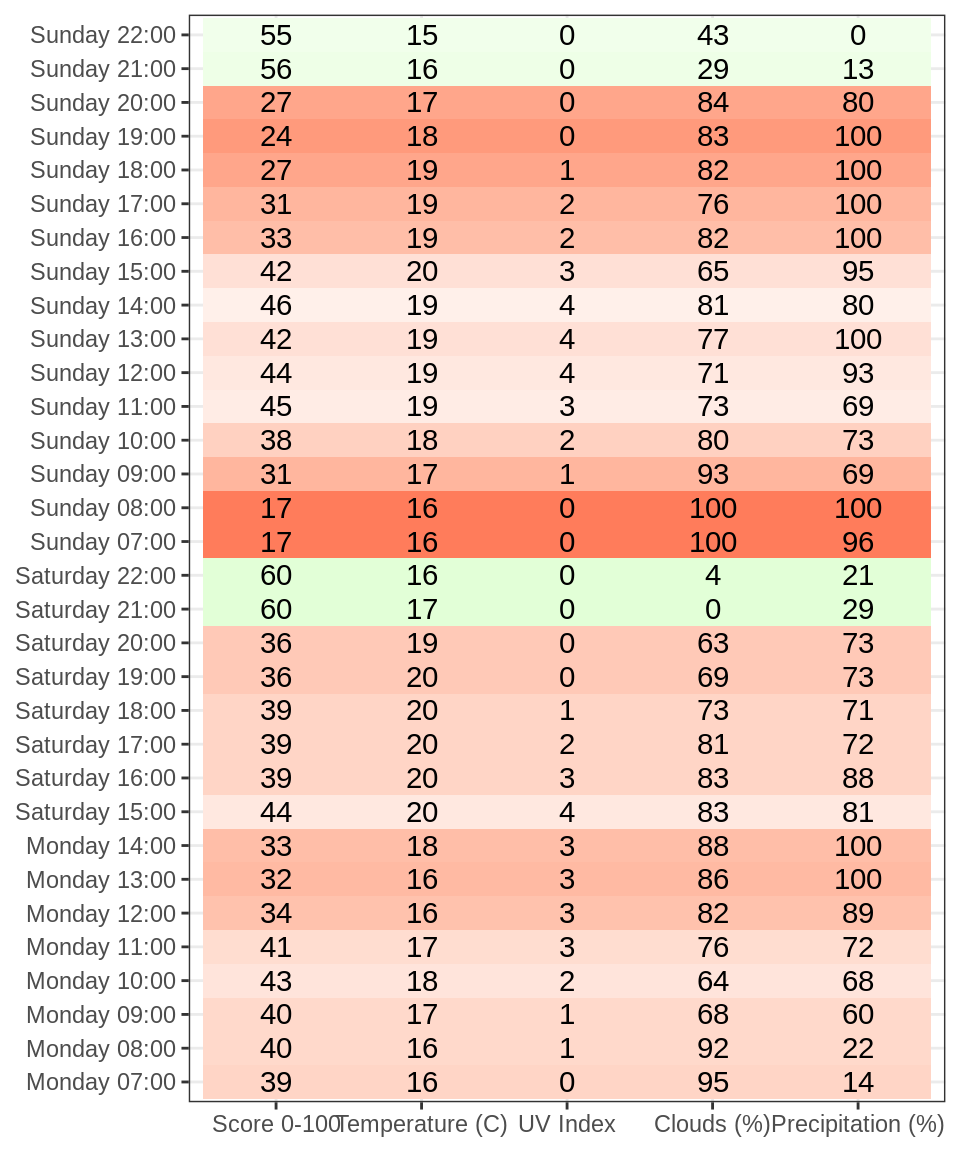 Sunday 22:00 55 15 0 43 0
Sunday 21:00 56 16 0 29 13
Sunday 20:00 27 17 0 84 80
Sunday 19:00 24 18 0 83 100
Sunday 18:00 27 19 1 82 100
Sunday 17:00 31 19 2 76 100
Sunday 16:00 33 19 2 82 100
Sunday 15:00 42 20 3 65 95
Sunday 14:00 46 19 4 81 80
Sunday 13:00 42 19 4 77 100
Sunday 12:00 44 19 4 71 93
Sunday 11:00 45 19 3 73 69
Sunday 10:00 38 18 2 80 73
Sunday 09:00 31 17 1 93 69
Sunday 08:00 17 16 0 100 100
Sunday 07:00 17 16 0 100 96
Saturday 22:00 60 16 0 4 21
Saturday 21:00 60 17 0 0 29
Saturday 20:00 36 19 0 63 73
Saturday 19:00 36 20 0 69 73
Saturday 18:00 39 20 1 73 71
Saturday 17:00 39 20 2 81 72
Saturday 16:00 39 20 3 83 88
Saturday 15:00 44 20 4 83 81
Monday 14:00 33 18 3 88 100
Monday 13:00 32 16 3 86 100
Monday 12:00 34 16 3 82 89
Monday 11:00 41 17 3 76 72
Monday 10:00 43 18 2 64 68
Monday 09:00 40 17 1 68 60
Monday 08:00 40 16 1 92 22
Monday 07:00 39 16 0 95 14
Score 0-100 Temperature (C) UV Index Clouds (%) Precipitation (%)